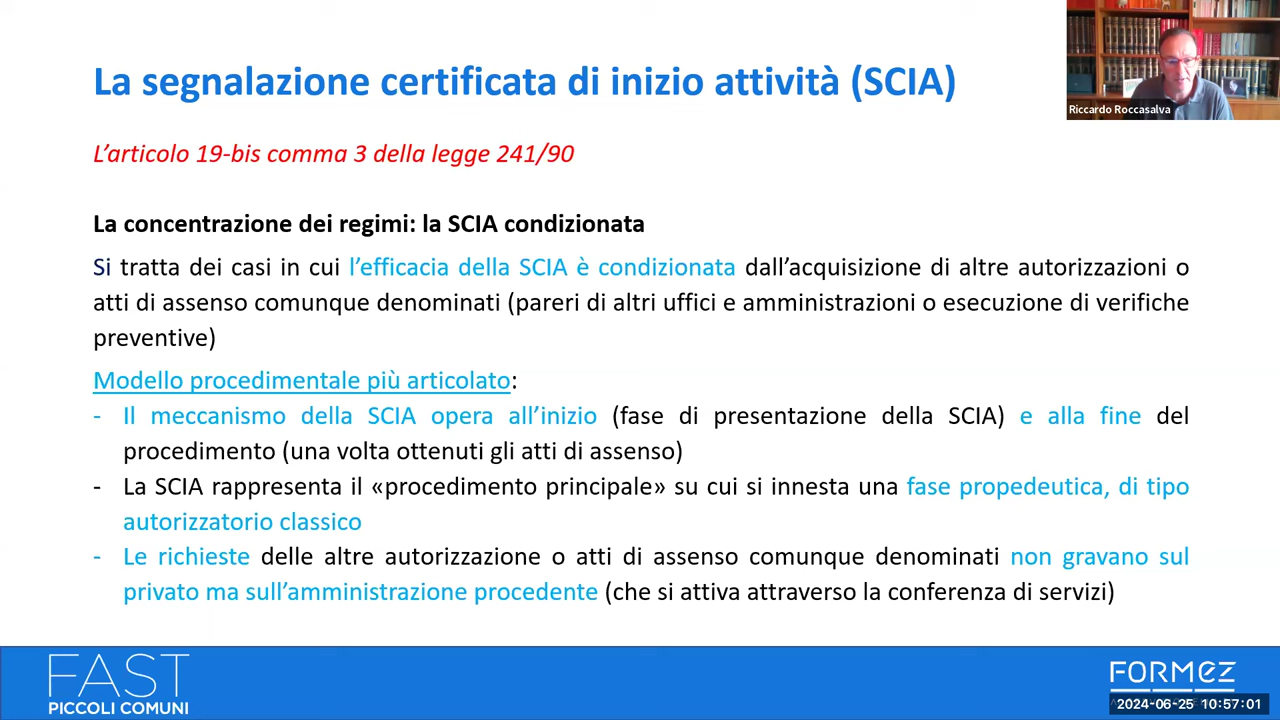 La segnalazione certificata di inizio attività (SCIA)
Riccardo Roccasalva
L’articolo 19-bis comma 3 della legge 241/90
La concentrazione dei regimi: la SCIA condizionata
Si tratta dei casi in cui l’efficacia della SCIA è condizionata dall’acquisizione di altre autorizzazioni o
atti di assenso comunque denominati (pareri di altri uffici e amministrazioni o esecuzione di verifiche
preventive)
Modello procedimentale più articolato:
- Il meccanismo della SCIA opera all’inizio (fase di presentazione della SCIA) e alla fine del
procedimento (una volta ottenuti gli atti di assenso)
- La SCIA rappresenta il «procedimento principale» su cui si innesta una fase propedeutica, di tipo
autorizzatorio classico
- Le richieste delle altre autorizzazione o atti di assenso comunque denominati non gravano sul
privato ma sull’amministrazione procedente (che si attiva attraverso la conferenza di servizi)
FAST
PICCOLI COMUNI
FORMEZ
2024-06-25 10:57:01